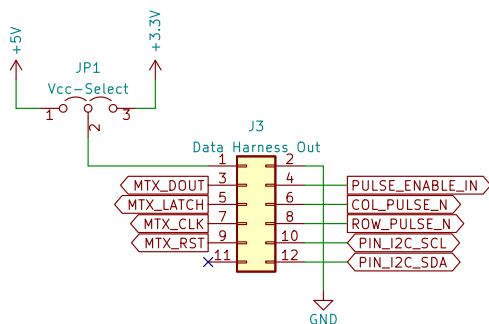 +5V
+3.3V
JP1
Vcc-Select
1
2
3
J3
Data Harness Out
1 2
MTX_DOUT 3 4 PULSE_ENABLE_IN
MTX_LATCH 5 6 COL_PULSE_N
MTX_CLK 7 8 ROW_PULSE_N
MTX_RST 9 10 PIN_I2C_SCL
11 12 PIN_I2C_SDA
GND